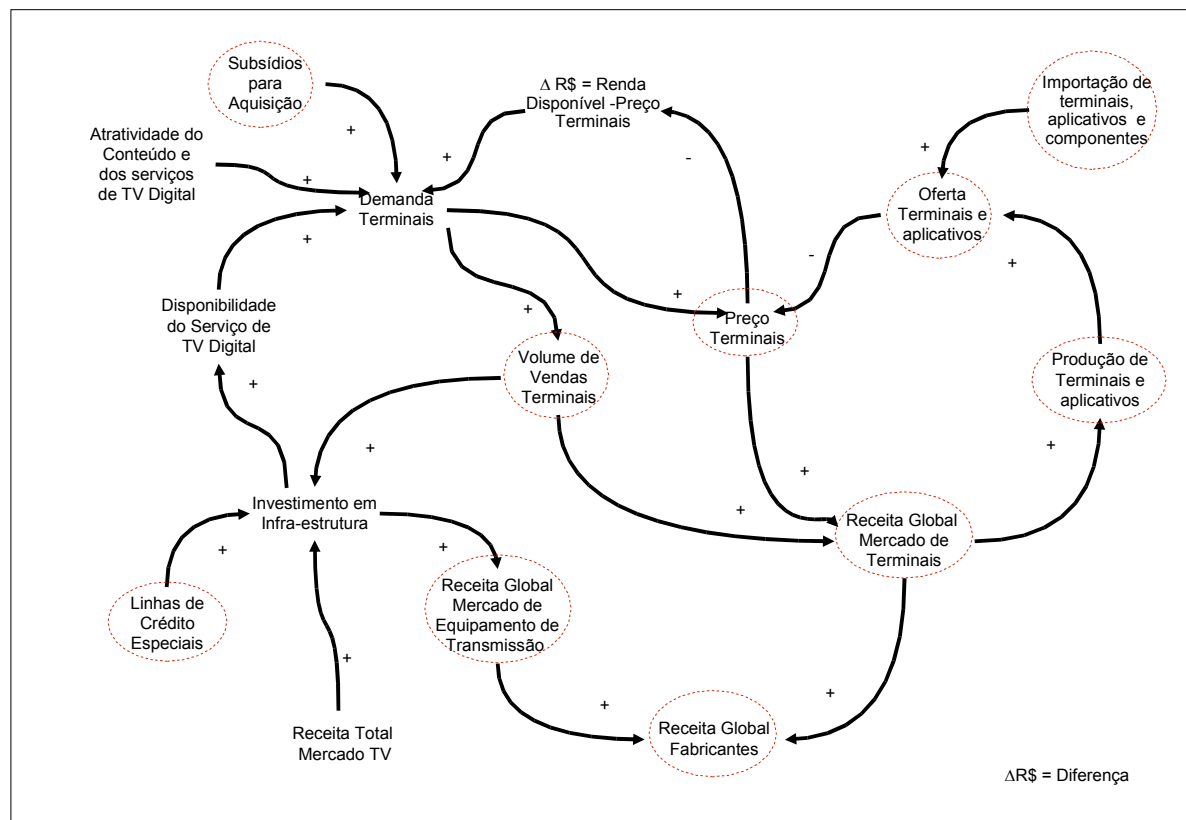 Subsídios
para
Aquisição
∆ R$ = Renda
Disponível -Preço
Terminais
Importação de
terminais,
aplicativos e
componentes
+
+
+
-
Atratividade do
Conteúdo e
dos serviços
de TV Digital
+
Demanda
Terminais
Oferta
Terminais e
aplicativos
+
-
+
+
+
Disponibilidade
do Serviço de
TV Digital
Preço
Terminais
Volume de
Vendas
Terminais
Produção de
Terminais e
aplicativos
+
+
+
+
+
Investimento em
Infra-estrutura
Receita Global
Mercado de
Terminais
+
+
Linhas de
Crédito
Especiais
Receita Global
Mercado de
Equipamento de
Transmissão
+
+
+
Receita Total
Mercado TV
Receita Global
Fabricantes
∆R$ = Diferença